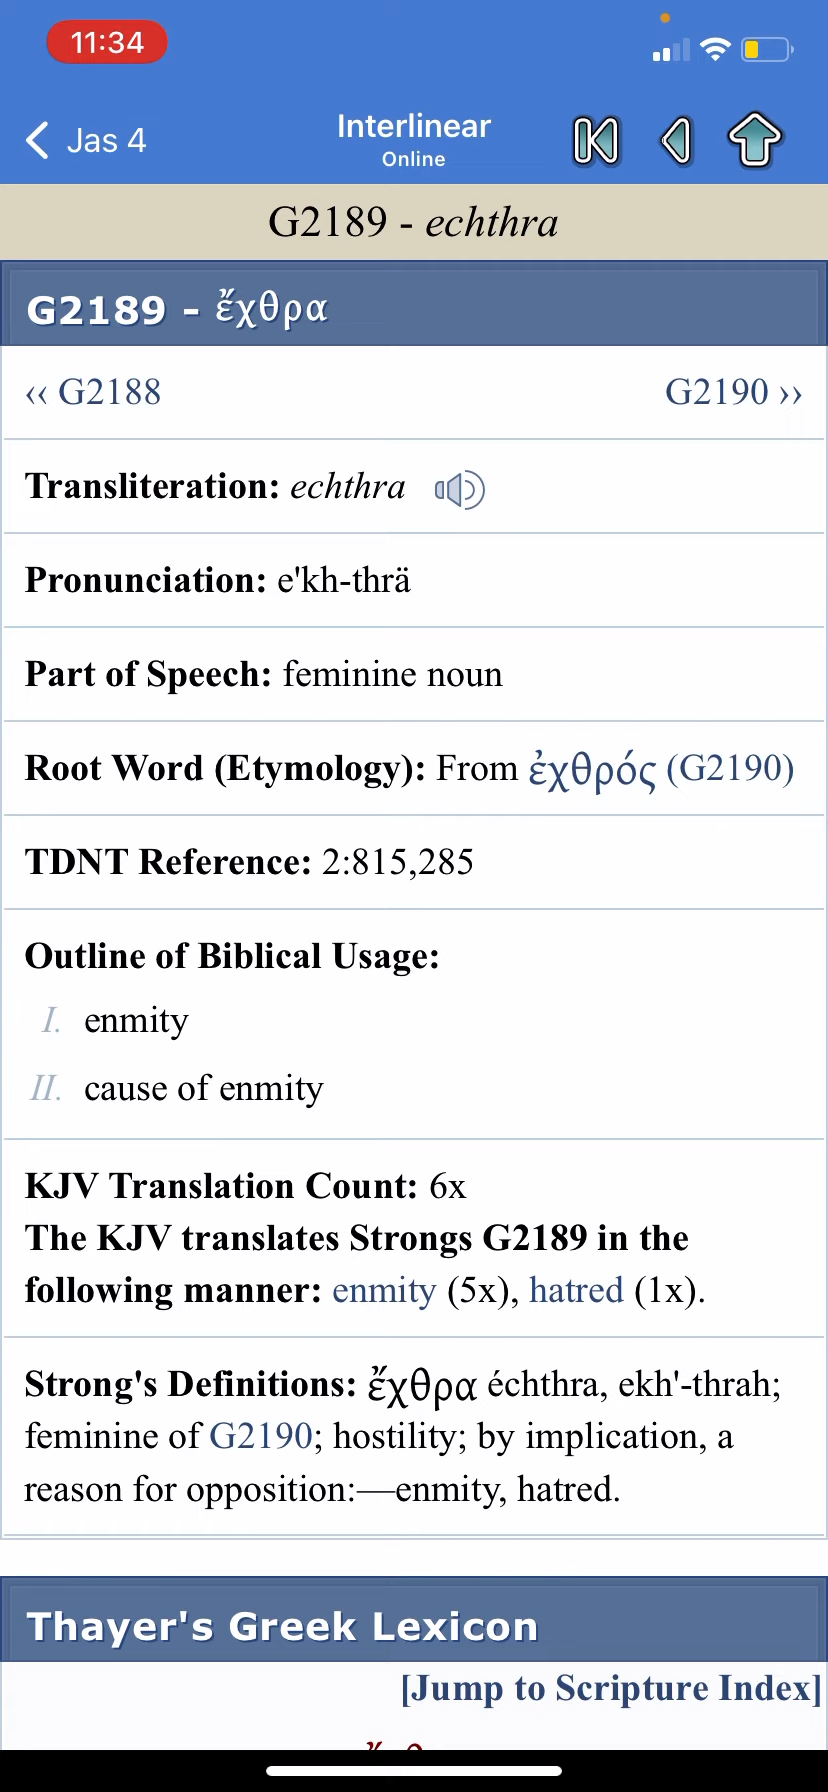 11:34
Jas 4
Interlinear
Online
G2189 - echthra
G2189 - ἔχθρα
‹‹ G2188
G2190 ››
Transliteration: echthra
Pronunciation: e'kh-thrä
Part of Speech: feminine noun
Root Word (Etymology): From ἐχθρός (G2190)
TDNT Reference: 2:815,285
Outline of Biblical Usage:
I. enmity
II. cause of enmity
KJV Translation Count: 6x
The KJV translates Strongs G2189 in the
following manner: enmity (5x), hatred (1x).
Strong's Definitions: ἔχθρα échthra, ekh'-thrah;
feminine of G2190; hostility; by implication, a
reason for opposition:—enmity, hatred.
Thayer's Greek Lexicon
[Jump to Scripture Index]